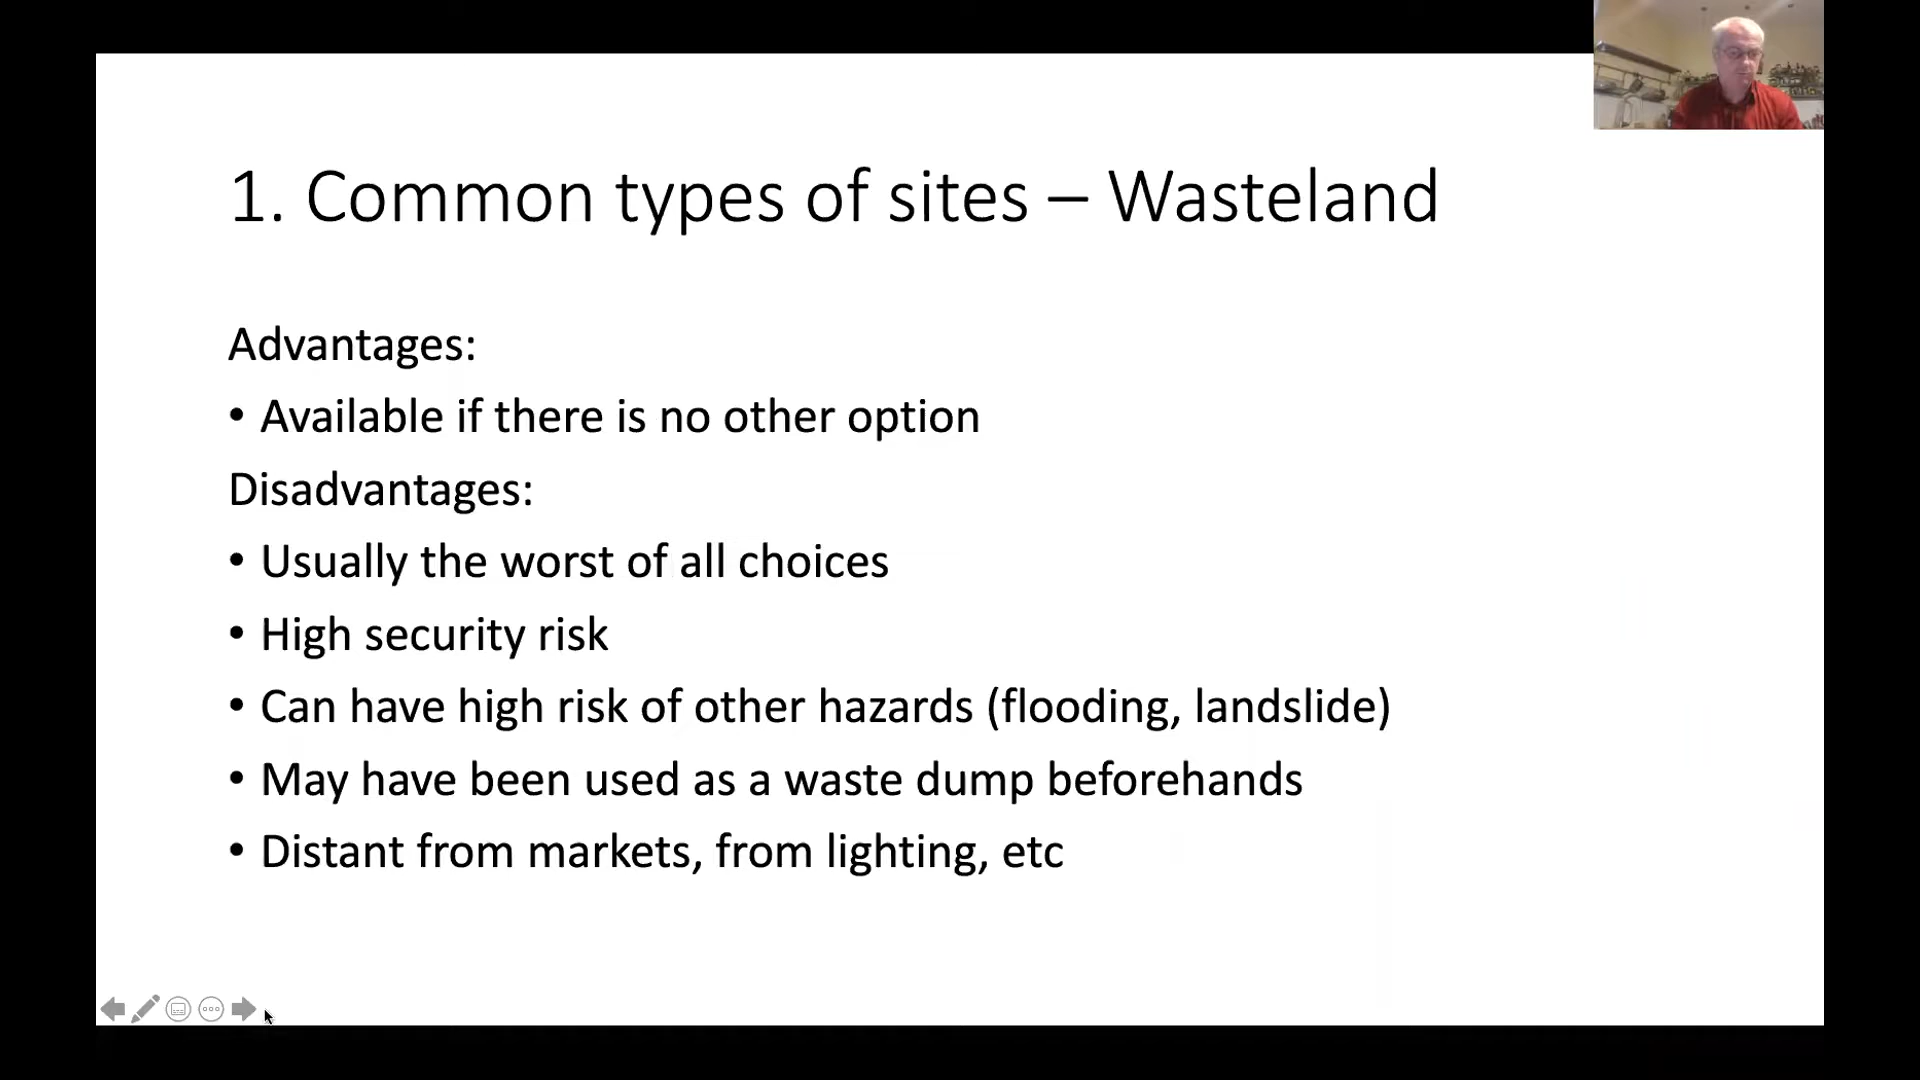 1. Common types of sites – Wasteland
Advantages:
• Available if there is no other option
Disadvantages:
• Usually the worst of all choices
• High security risk
• Can have high risk of other hazards (flooding, landslide)
• May have been used as a waste dump beforehands
• Distant from markets, from lighting, etc